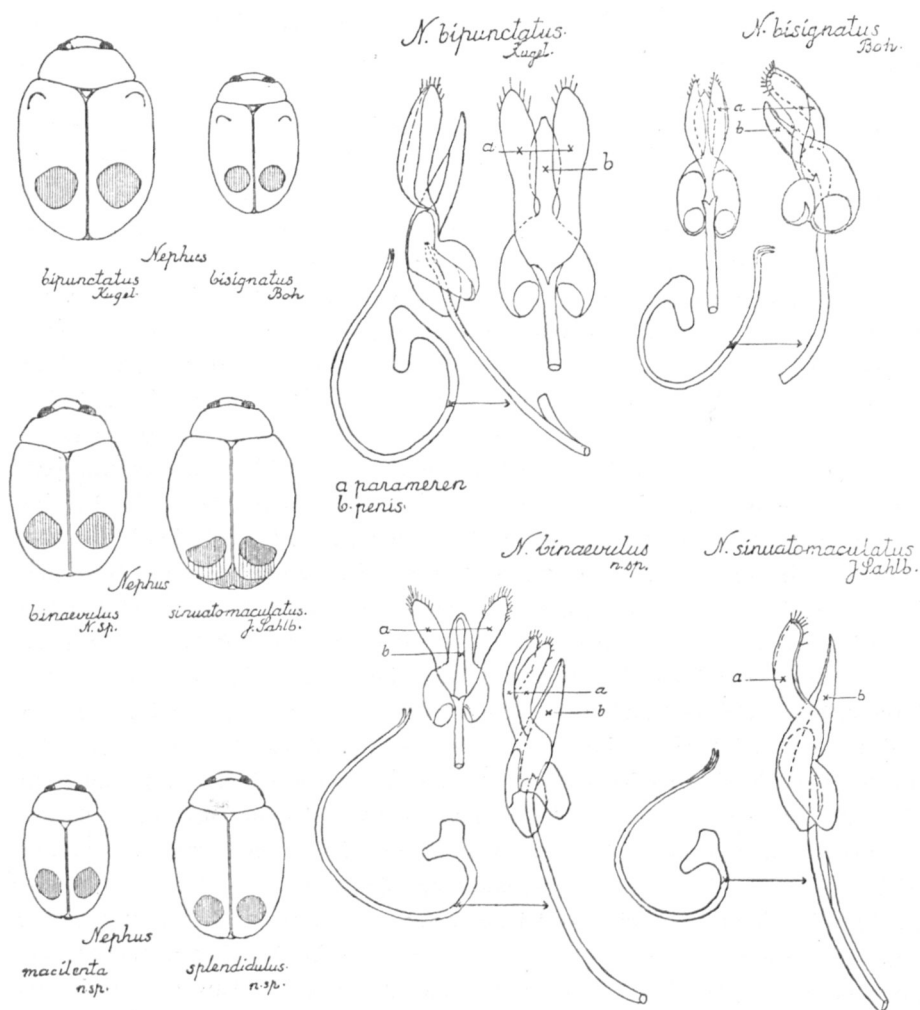 N. bipunctatus.
Kugel.
N. bisignatus
Boh.
a
b
a
b
Nephus
bipunctatus
Kugel.
bisignatus
Boh
a parameren
b. penis.
N. binaevulus
n.sp.
N. sinuatomaculatus
J. Sahlb.
Nephus
binaevulus
N. sp.
sinuatomaculatus.
J. Sahlb.
a
b
a
b
a
b
Nephus
macilenta
n sp.
splendidulus.
n. sp.